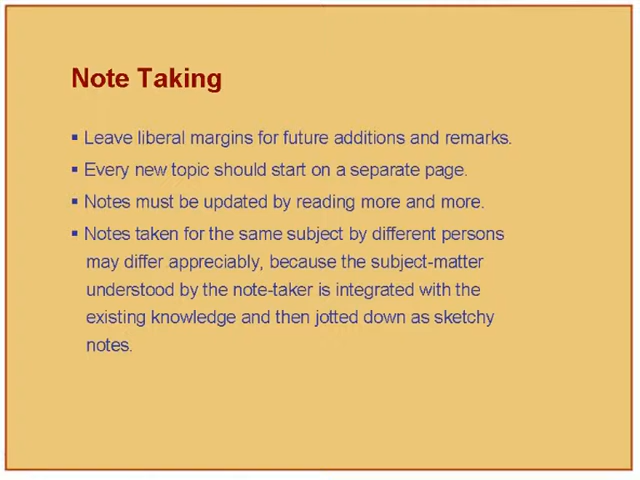 Note Taking
▪ Leave liberal margins for future additions and remarks.
▪ Every new topic should start on a separate page.
▪ Notes must be updated by reading more and more.
▪ Notes taken for the same subject by different persons
may differ appreciably, because the subject-matter
understood by the note-taker is integrated with the
existing knowledge and then jotted down as sketchy
notes.